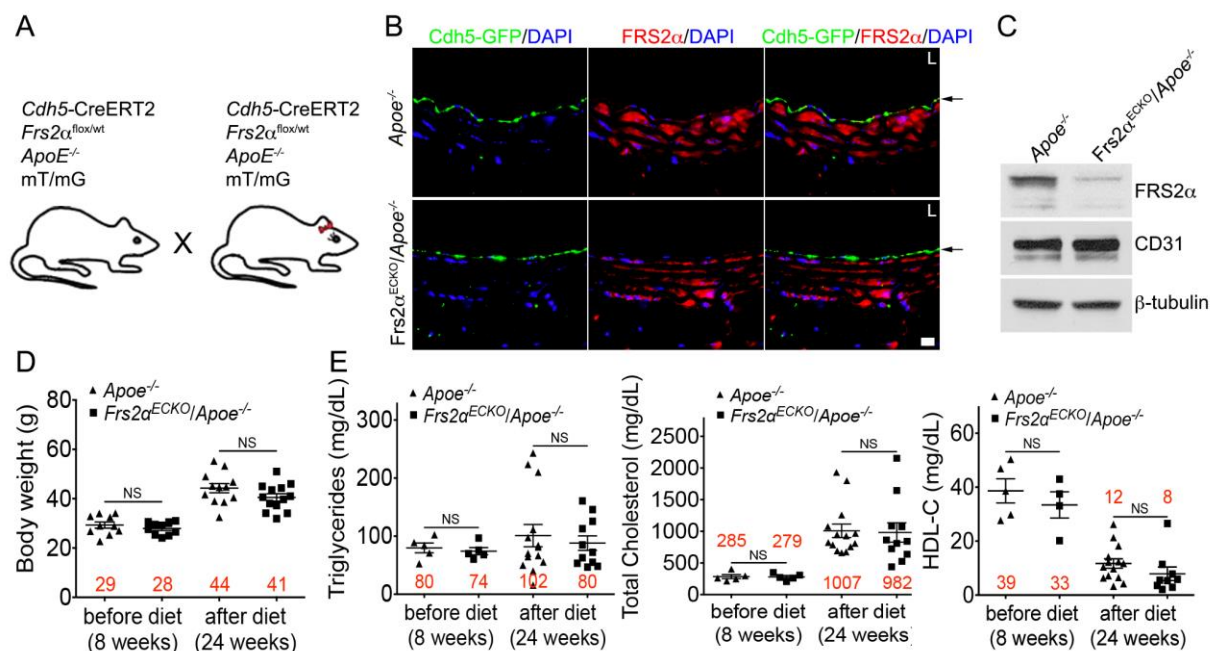 A
Cdh5-CreERT2
Frs2α^flox/wt
ApoE^-/-
mT/mG
X
Cdh5-CreERT2
Frs2α^flox/wt
ApoE^-/-
mT/mG
B
Cdh5-GFP/DAPI
FRS2α/DAPI
Cdh5-GFP/FRS2α/DAPI
Apoe^-/-
L
Frs2α^ECKO/Apoe^-/-
L
C
Apoe^-/-
Frs2α^ECKO/Apoe^-/-
FRS2α
CD31
β-tubulin
D
Body weight (g)
80
60
40
20
0
Apoe^-/-
Frs2α^ECKO/Apoe^-/-
NS
NS
29
28
44
41
before diet
(8 weeks)
after diet
(24 weeks)
E
Triglycerides (mg/dL)
300
200
100
0
Apoe^-/-
Frs2α^ECKO/Apoe^-/-
NS
NS
80
74
102
80
before diet
(8 weeks)
after diet
(24 weeks)
Total Cholesterol (mg/dL)
2500
2000
1500
1000
500
0
Apoe^-/-
Frs2α^ECKO/Apoe^-/-
NS
285
279
NS
1007
982
before diet
(8 weeks)
after diet
(24 weeks)
HDL-C (mg/dL)
60
40
20
0
Apoe^-/-
Frs2α^ECKO/Apoe^-/-
NS
12
8
NS
39
33
before diet
(8 weeks)
after diet
(24 weeks)